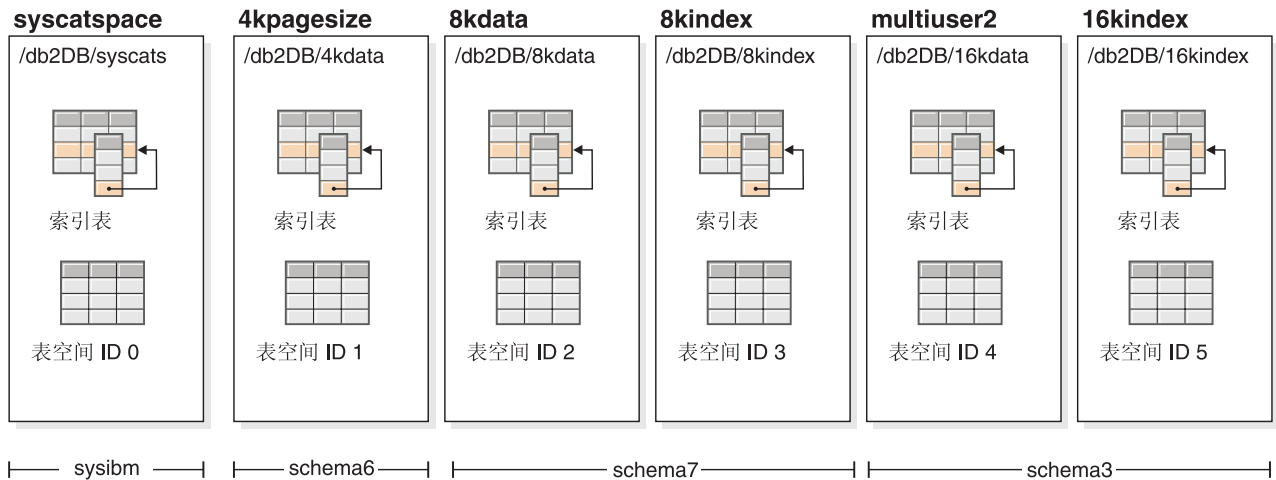 syscatspace 4kpagesize 8kdata 8kindex multiuser2 16kindex
/db2DB/syscats /db2DB/4kdata /db2DB/8kdata /db2DB/8kindex /db2DB/16kdata /db2DB/16kindex
索引表 索引表 索引表 索引表 索引表 索引表
表空间 ID 0 表空间 ID 1 表空间 ID 2 表空间 ID 3 表空间 ID 4 表空间 ID 5
sysibm schema6 schema7 schema3